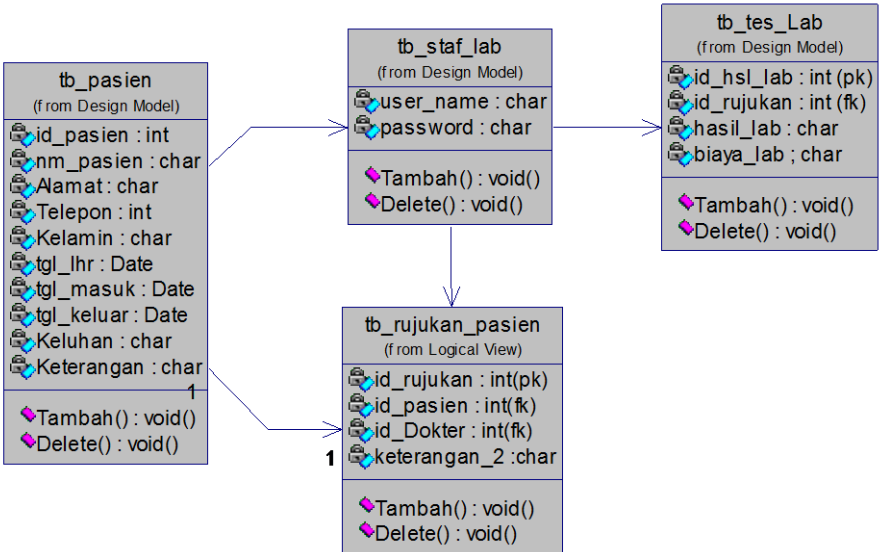 tb_pasien
(from Design Model)
id_pasien : int
nm_pasien : char
Alamat : char
Telepon : int
Kelamin : char
tgl_lhr : Date
tgl_masuk : Date
tgl_keluar : Date
Keluhan : char
Keterangan : char
1
Tambah() : void()
Delete() : void()
tb_staf_lab
(from Design Model)
user_name : char
password : char
Tambah() : void()
Delete() : void()
tb_tes_Lab
(from Design Model)
id_hsl_lab : int (pk)
id_rujukan : int (fk)
hasil_lab : char
biaya_lab ; char
Tambah() : void()
Delete() : void()
tb_rujukan_pasien
(from Logical View)
id_rujukan : int(pk)
id_pasien : int(fk)
id_Dokter : int(fk)
1 keterangan_2 :char
Tambah() : void()
Delete() : void()